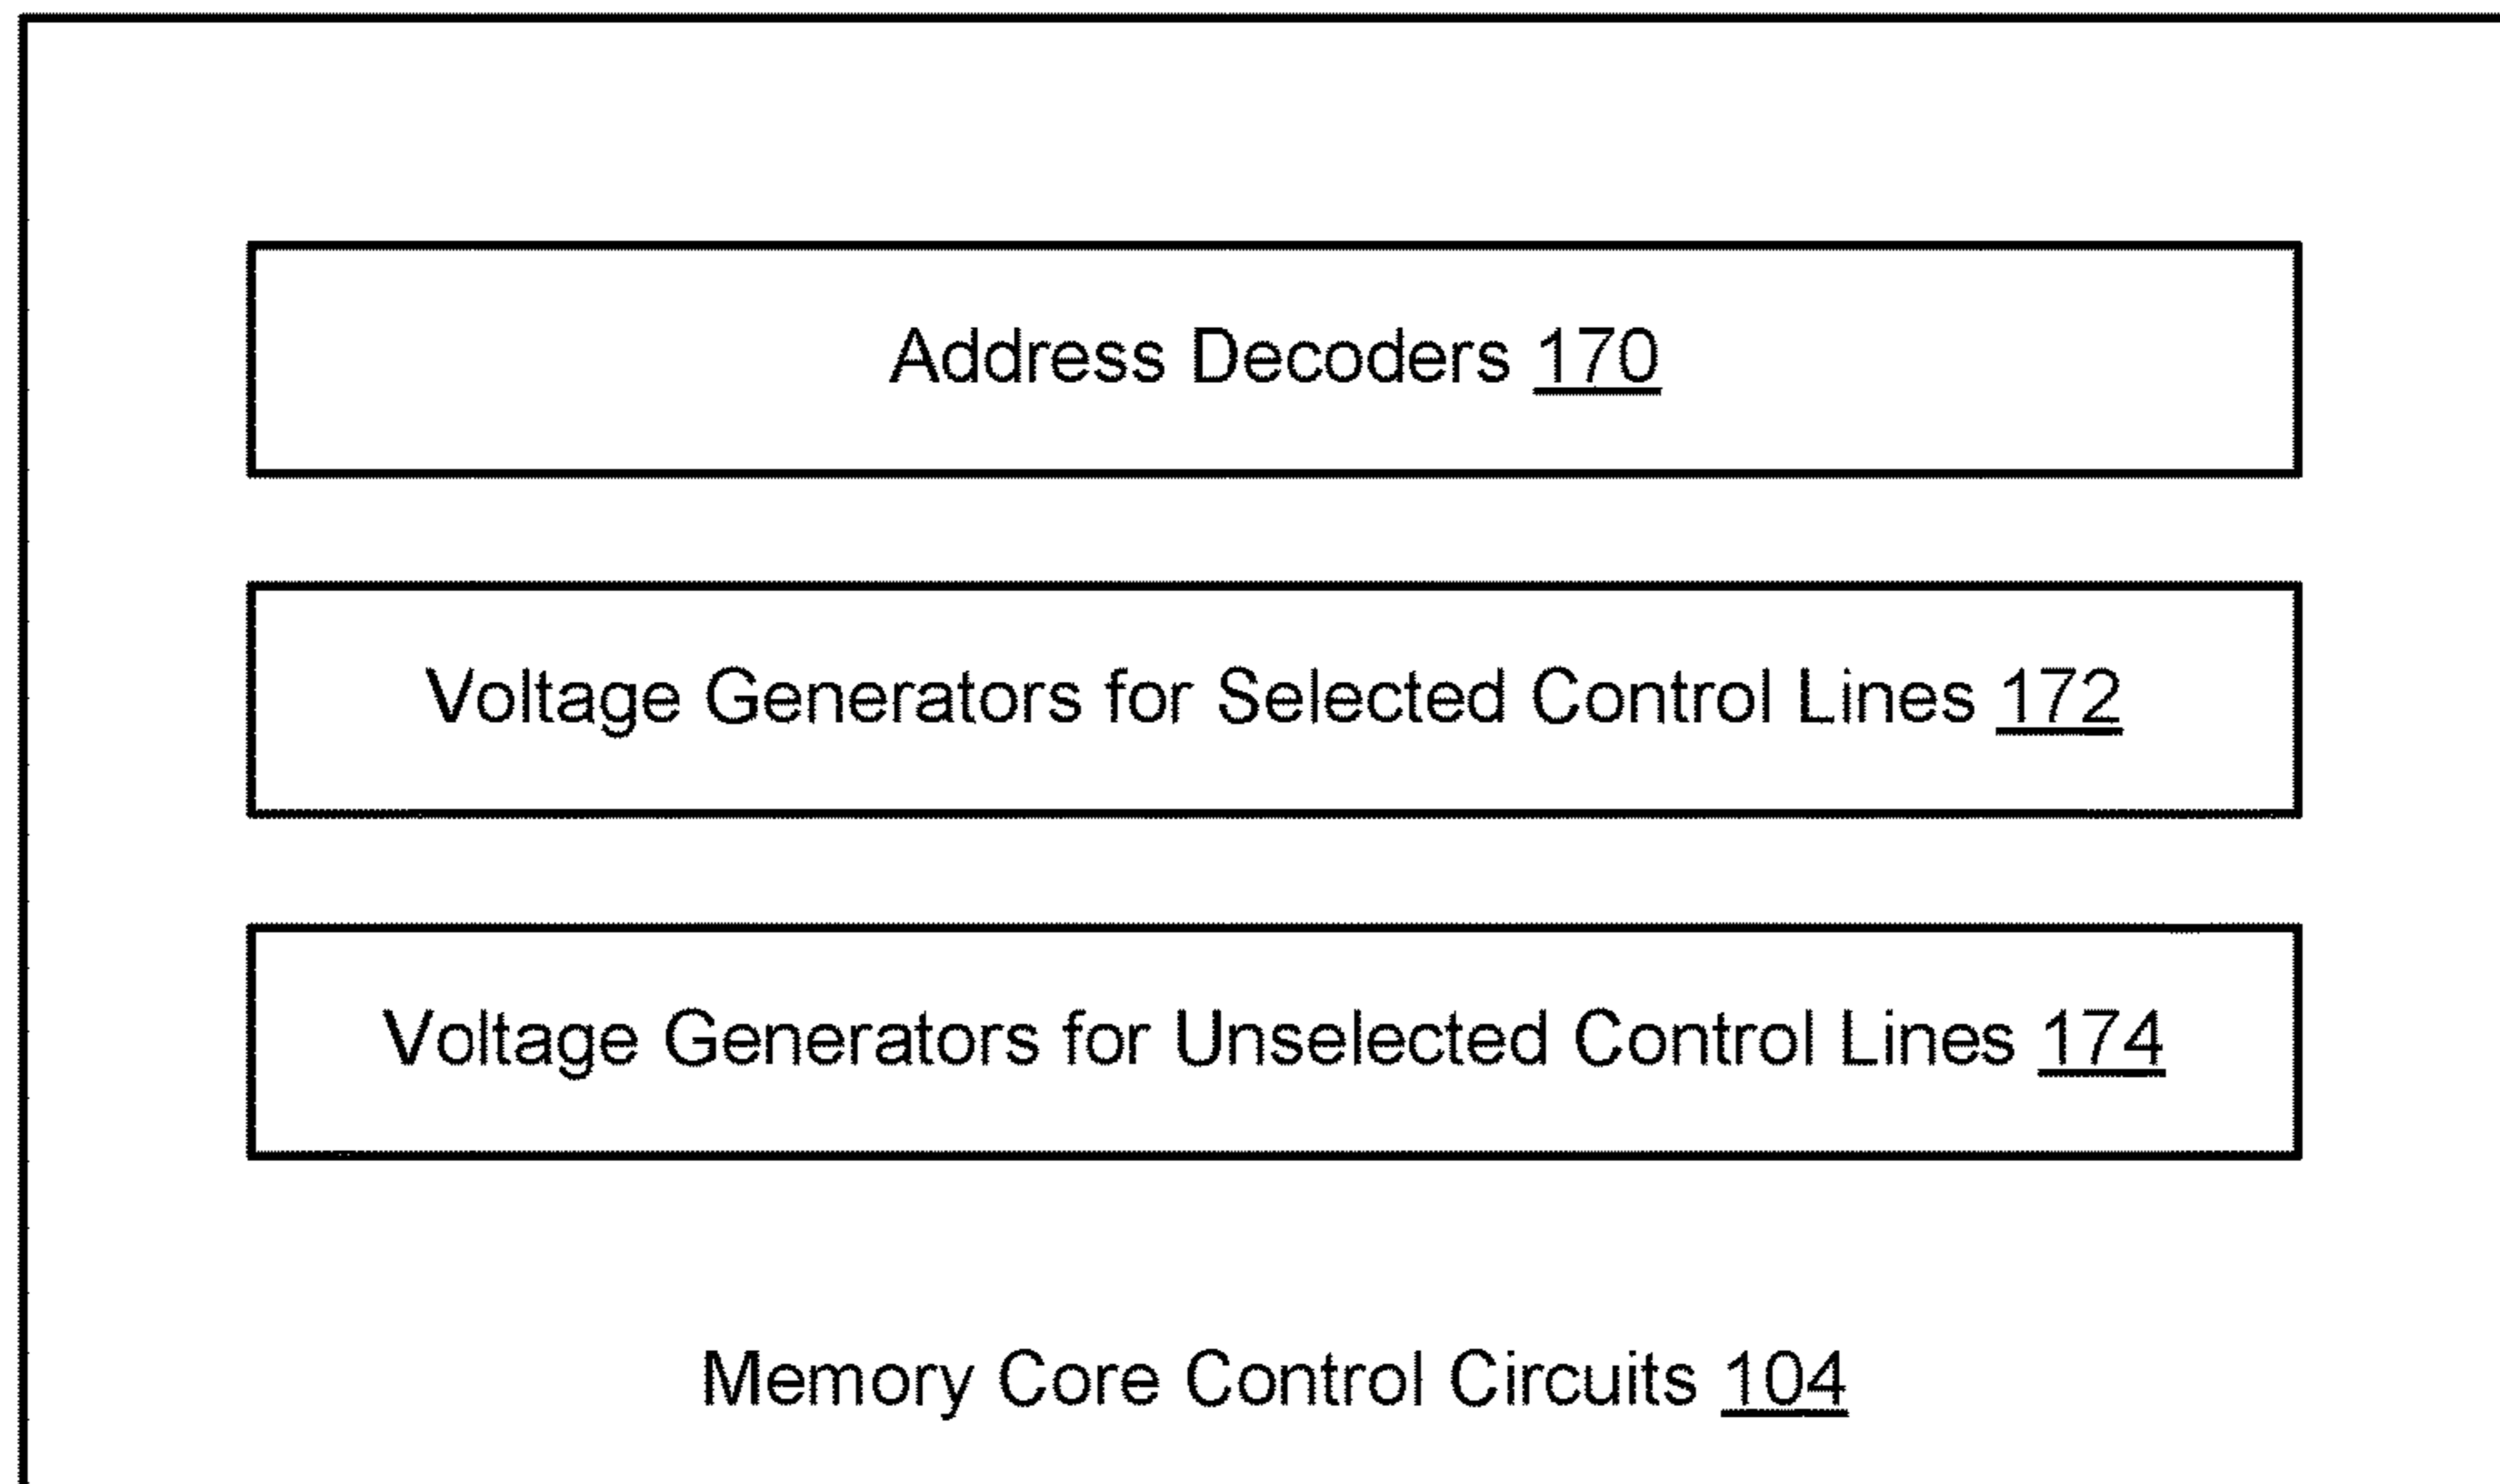 Address Decoders 170
Voltage Generators for Selected Control Lines 172
Voltage Generators for Unselected Control Lines 174
Memory Core Control Circuits 104